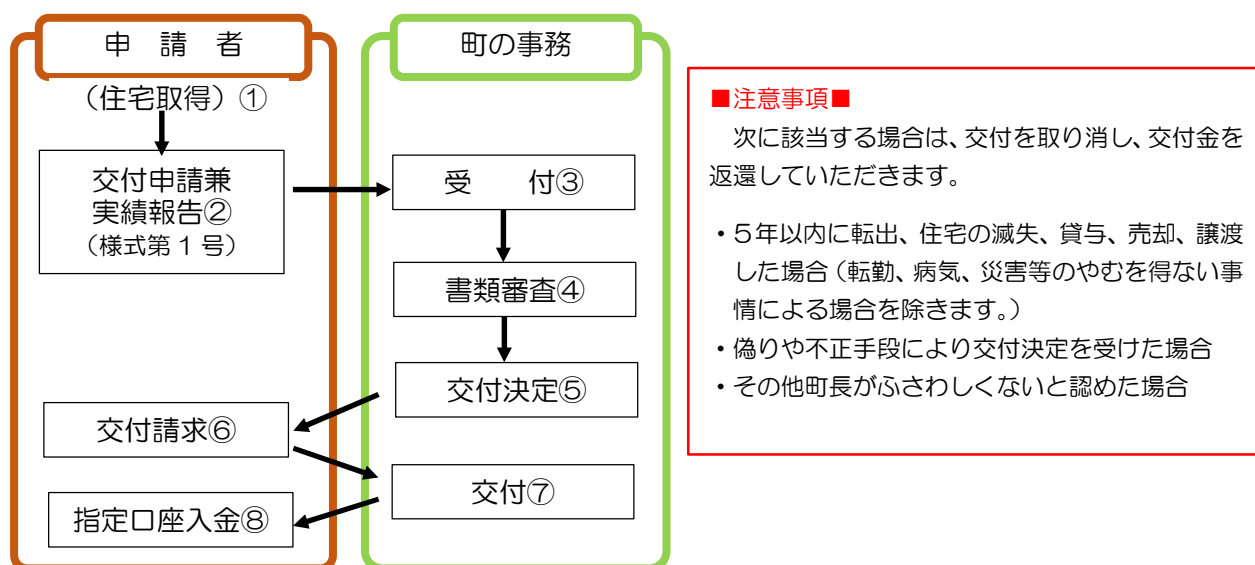 申　請　者
（住宅取得）①
交付申請兼
実績報告②
（様式第１号）
町の事務
受　　付③
書類審査④
交付決定⑤
交付請求⑥
交付⑦
指定口座入金⑧
■注意事項■
　次に該当する場合は、交付を取り消し、交付金を
返還していただきます。
・５年以内に転出、住宅の滅失、貸与、売却、譲渡
した場合（転勤、病気、災害等のやむを得ない事
情による場合を除きます。）
・偽りや不正手段により交付決定を受けた場合
・その他町長がふさわしくないと認めた場合